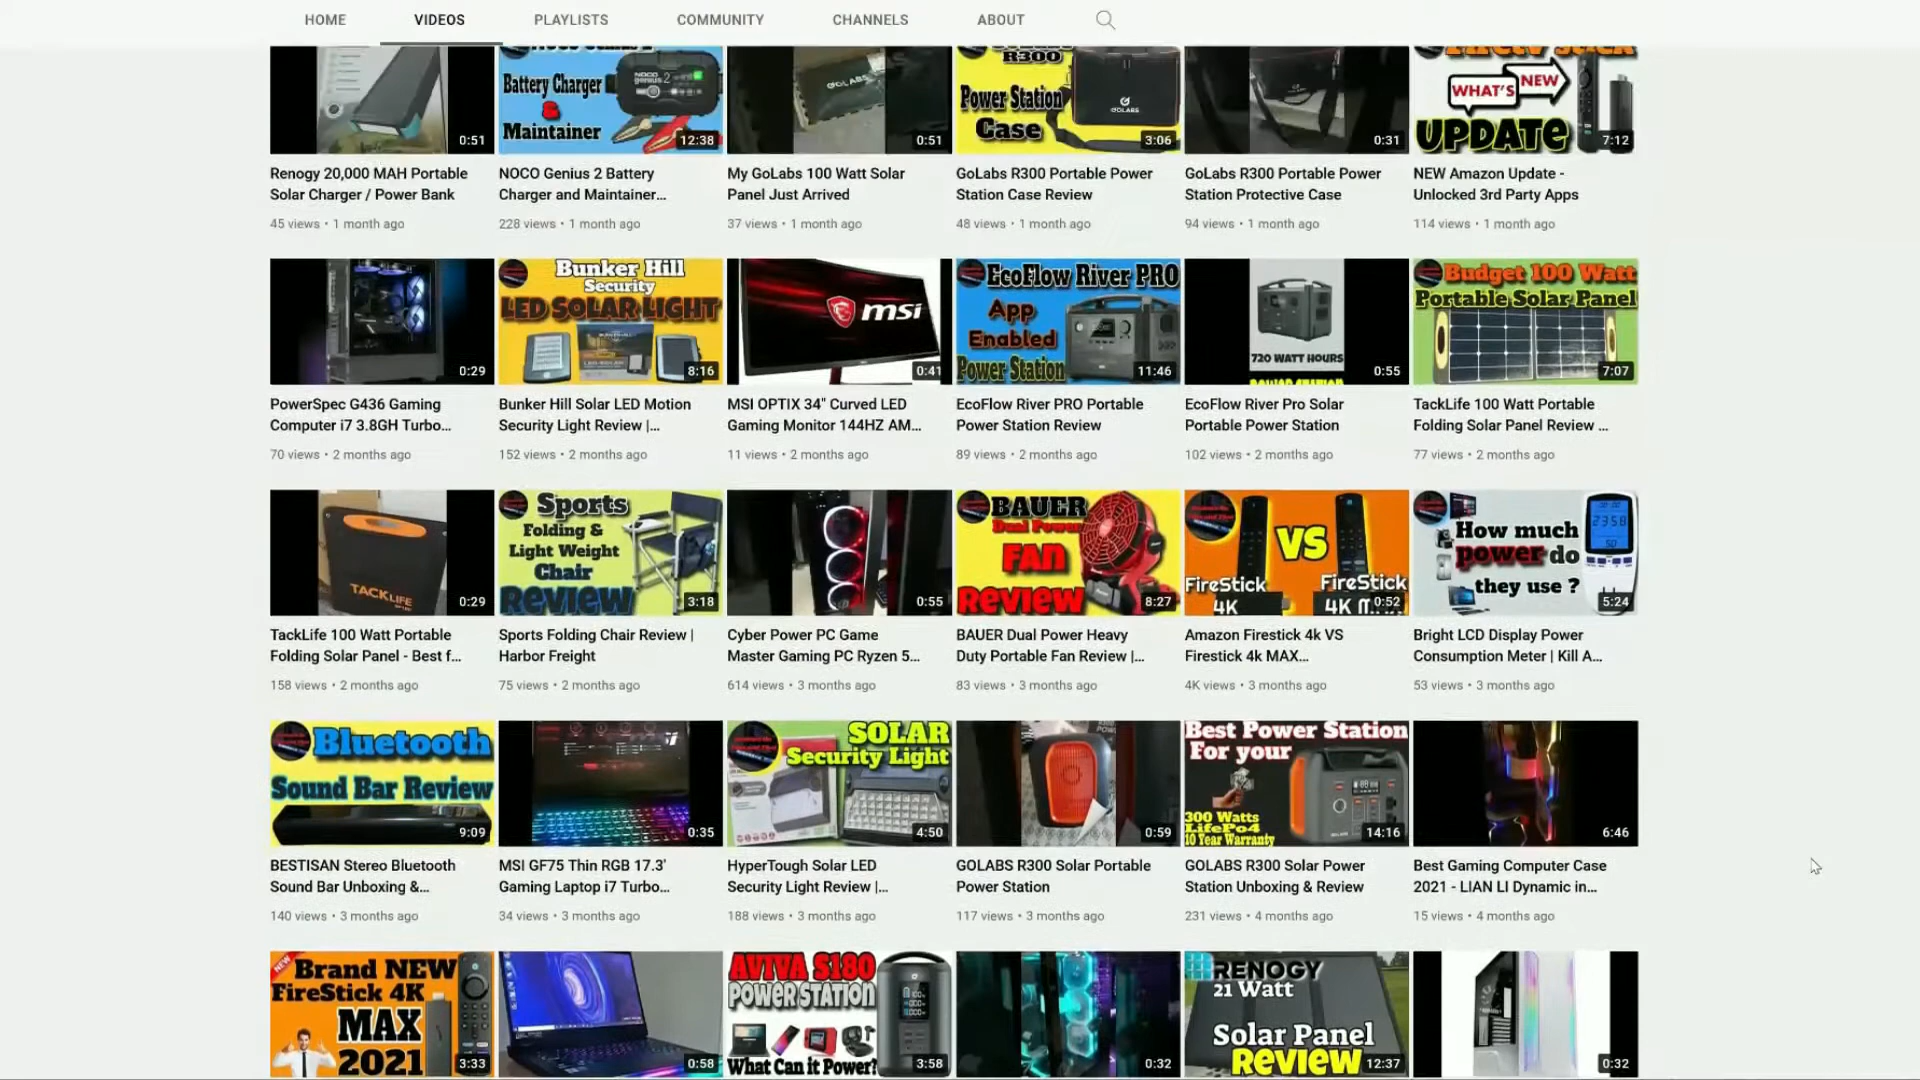 HOME
VIDEOS
PLAYLISTS
COMMUNITY
CHANNELS
ABOUT
0:51
Battery Charger
&
Maintainer
NOCO
genius 2
12:38
GOLABS
0:51
R300
Power Station
Case
GOLABS
3:06
0:31
WHAT'S NEW
UPDATE
7:12
Renogy 20,000 MAH Portable
Solar Charger / Power Bank
45 views • 1 month ago
NOCO Genius 2 Battery
Charger and Maintainer…
228 views • 1 month ago
My GoLabs 100 Watt Solar
Panel Just Arrived
37 views • 1 month ago
GoLabs R300 Portable Power
Station Case Review
48 views • 1 month ago
GoLabs R300 Portable Power
Station Protective Case
94 views • 1 month ago
NEW Amazon Update -
Unlocked 3rd Party Apps
114 views • 1 month ago
0:29
Bunker Hill
Security
LED SOLAR LIGHT
8:16
msi
0:41
EcoFlow River PRO
App
Enabled
Power Station
11:46
720 WATT HOURS
0:55
Budget 100 Watt
Portable Solar Panel
7:07
PowerSpec G436 Gaming
Computer i7 3.8GH Turbo…
70 views • 2 months ago
Bunker Hill Solar LED Motion
Security Light Review |…
152 views • 2 months ago
MSI OPTIX 34" Curved LED
Gaming Monitor 144HZ AM…
11 views • 2 months ago
EcoFlow River PRO Portable
Power Station Review
89 views • 2 months ago
EcoFlow River Pro Solar
Portable Power Station
102 views • 2 months ago
TackLife 100 Watt Portable
Folding Solar Panel Review …
77 views • 2 months ago
TACKLIFE
0:29
Sports
Folding &
Light Weight
Chair
Review
3:18
0:55
BAUER
Dual Power
FAN
Review
8:27
VS
FireStick
4K
FireStick
0:52
How much
power do
they use ?
5:24
TackLife 100 Watt Portable
Folding Solar Panel - Best f…
158 views • 2 months ago
Sports Folding Chair Review |
Harbor Freight
75 views • 2 months ago
Cyber Power PC Game
Master Gaming PC Ryzen 5…
614 views • 3 months ago
BAUER Dual Power Heavy
Duty Portable Fan Review |…
83 views • 3 months ago
Amazon Firestick 4k VS
Firestick 4k MAX…
4K views • 3 months ago
Bright LCD Display Power
Consumption Meter | Kill A…
53 views • 3 months ago
Bluetooth
Sound Bar Review
9:09
0:35
SOLAR
Security Light
4:50
0:59
Best Power Station
For your
300 Watts
LifePo4
10 Year Warranty
14:16
6:46
BESTISAN Stereo Bluetooth
Sound Bar Unboxing &…
140 views • 3 months ago
MSI GF75 Thin RGB 17.3'
Gaming Laptop i7 Turbo…
34 views • 3 months ago
HyperTough Solar LED
Security Light Review |…
188 views • 3 months ago
GOLABS R300 Solar Portable
Power Station
117 views • 3 months ago
GOLABS R300 Solar Power
Station Unboxing & Review
231 views • 4 months ago
Best Gaming Computer Case
2021 - LIAN LI Dynamic in…
15 views • 4 months ago
NEW
Brand NEW
FireStick 4K
MAX
2021
3:33
0:58
AVIVA S180
POWER STATION
What Can it Power?
3:58
0:32
RENOGY
21 Watt
Solar Panel
Review
12:37
0:32